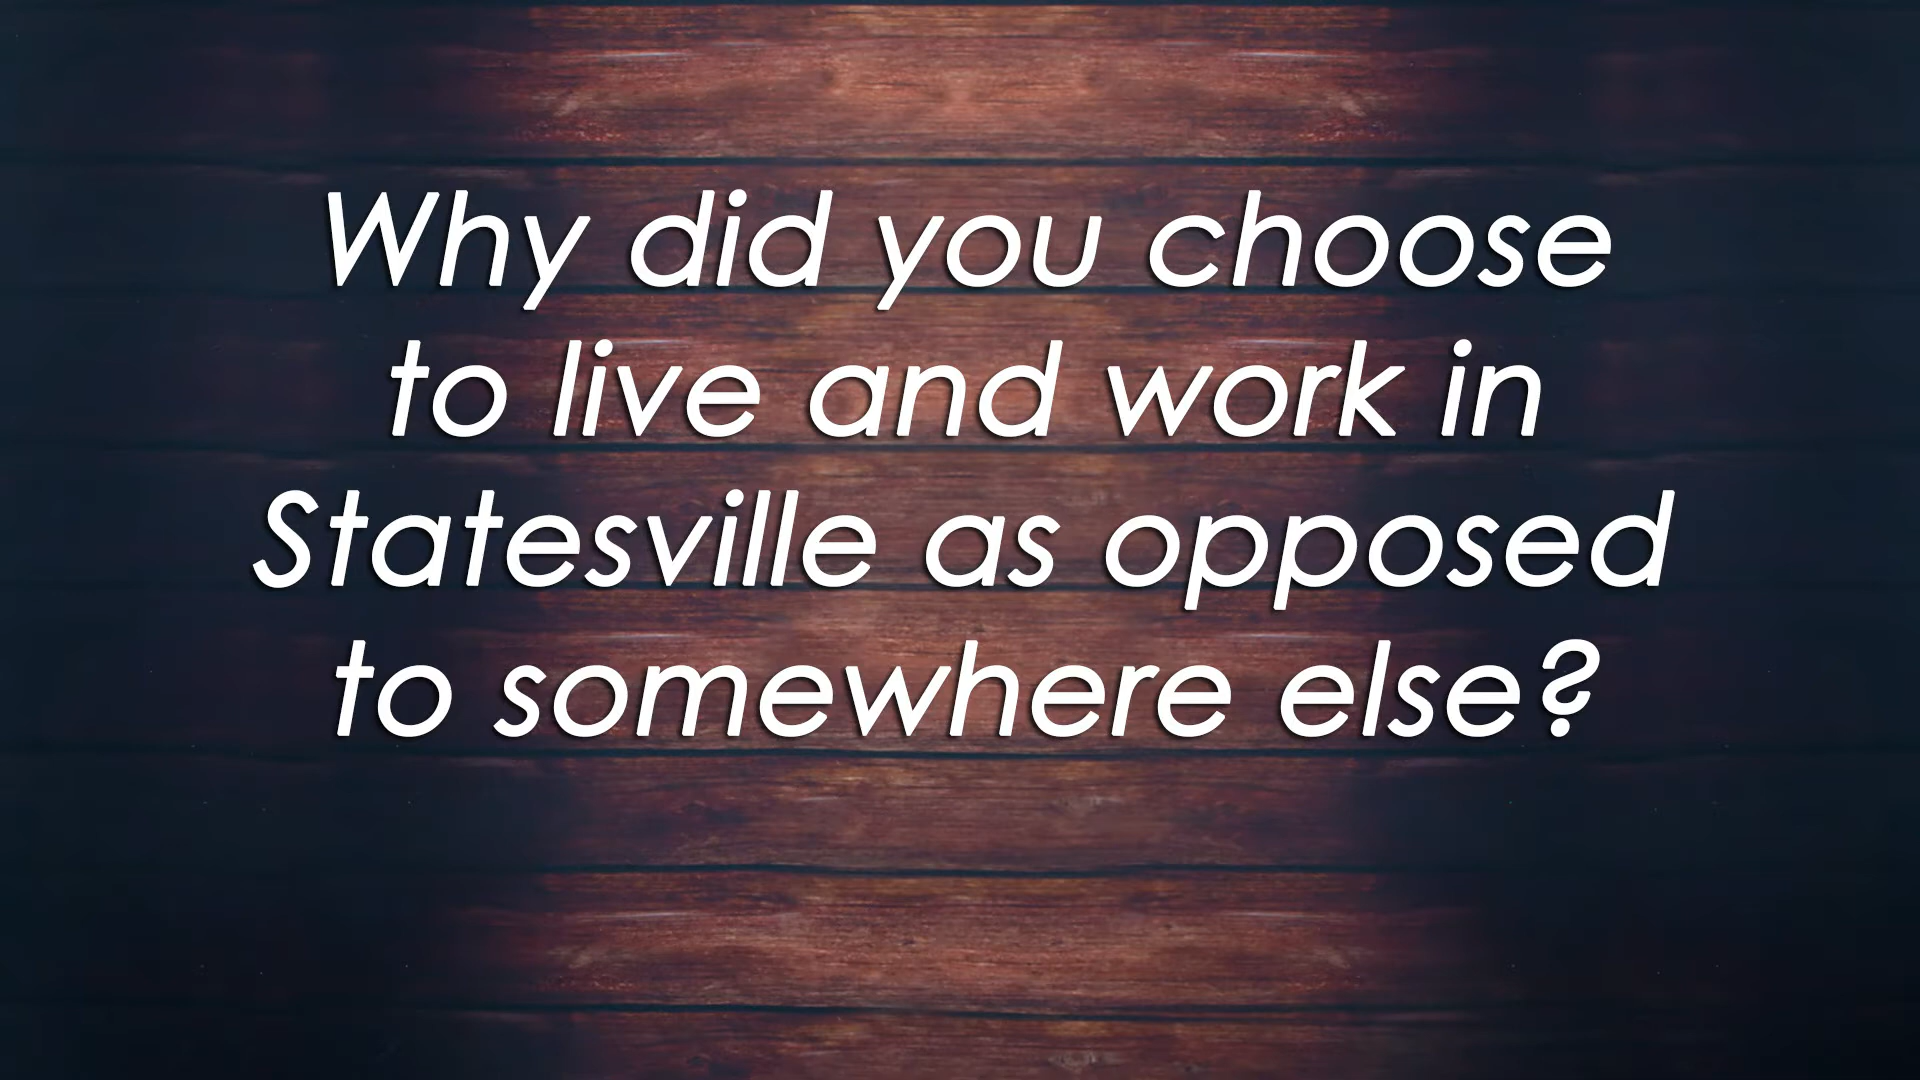 Why did you choose
to live and work in
Statesville as opposed
to somewhere else?